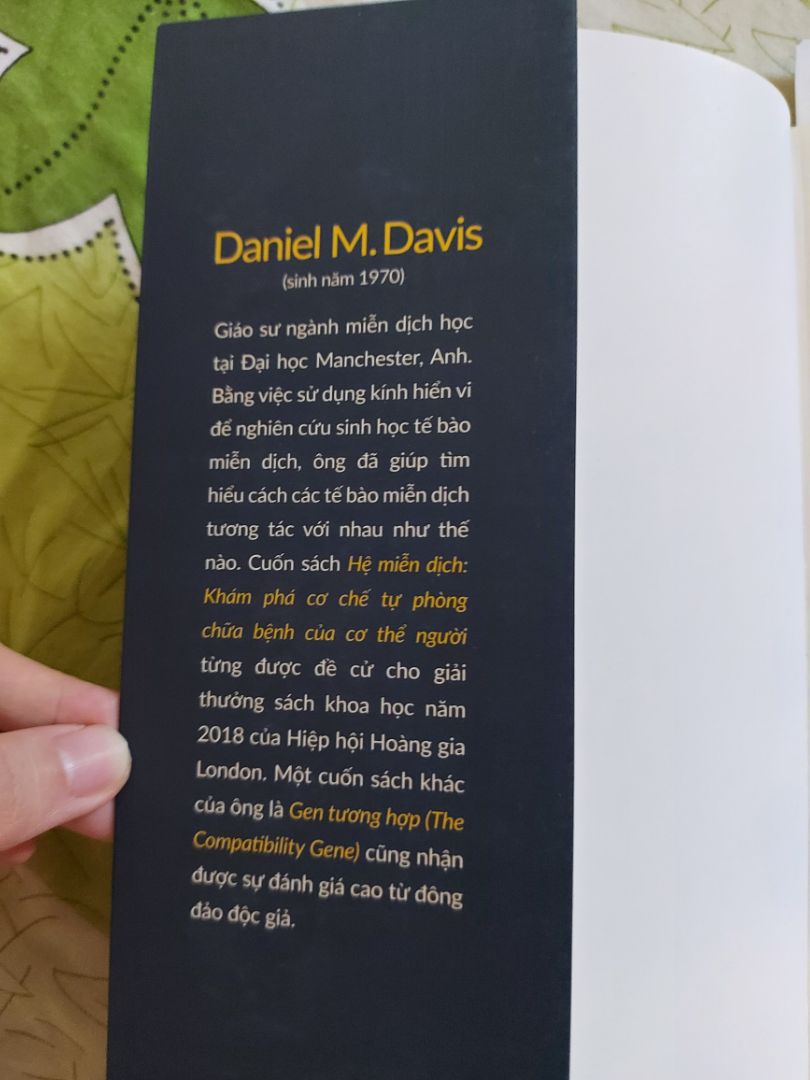 Daniel M. Davis
(sinh năm 1970)
Giáo sư ngành miễn dịch học
tại Đại học Manchester, Anh.
Bằng việc sử dụng kính hiển vi
để nghiên cứu sinh học tế bào
miễn dịch, ông đã giúp tìm
hiểu cách các tế bào miễn dịch
tương tác với nhau như thế
nào. Cuốn sách Hệ miễn dịch:
Khám phá cơ chế tự phòng
chữa bệnh của cơ thể người
từng được đề cử cho giải
thưởng sách khoa học năm
2018 của Hiệp hội Hoàng gia
London. Một cuốn sách khác
của ông là Gen tương hợp (The
Compatibility Gene) cũng nhận
được sự đánh giá cao từ đông
đảo độc giả.